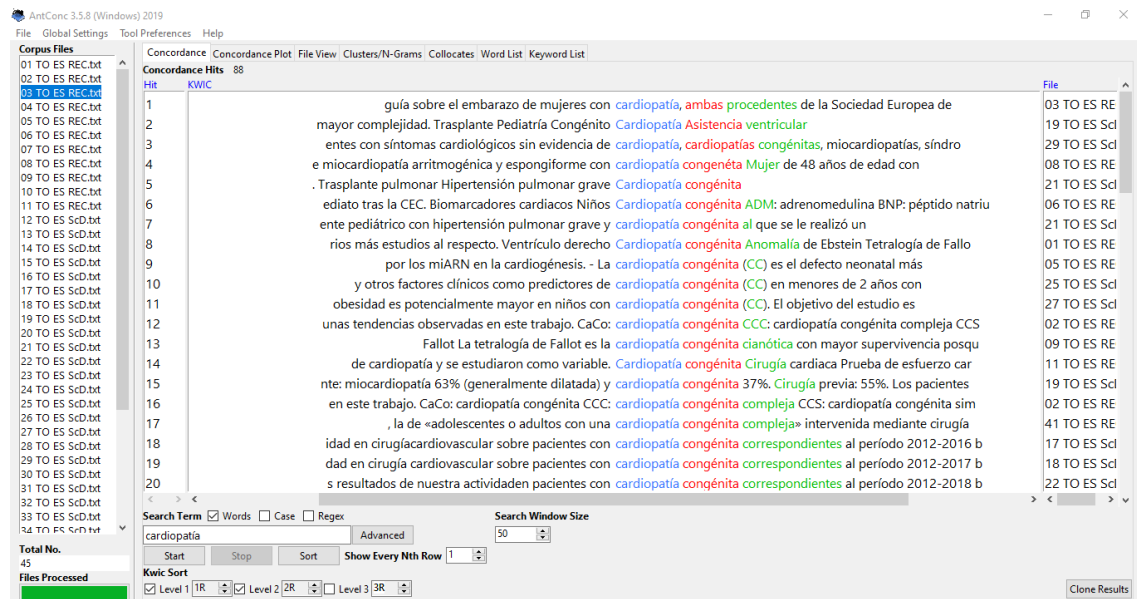 AntConc 3.5.8 (Windows) 2019
File Global Settings Tool Preferences Help
Corpus Files
01 TO ES REC.txt
02 TO ES REC.txt
03 TO ES REC.txt
04 TO ES REC.txt
05 TO ES REC.txt
06 TO ES REC.txt
07 TO ES REC.txt
08 TO ES REC.txt
09 TO ES REC.txt
10 TO ES REC.txt
11 TO ES REC.txt
12 TO ES ScD.txt
13 TO ES ScD.txt
14 TO ES ScD.txt
15 TO ES ScD.txt
16 TO ES ScD.txt
17 TO ES ScD.txt
18 TO ES ScD.txt
19 TO ES ScD.txt
20 TO ES ScD.txt
21 TO ES ScD.txt
22 TO ES ScD.txt
23 TO ES ScD.txt
24 TO ES ScD.txt
25 TO ES ScD.txt
26 TO ES ScD.txt
27 TO ES ScD.txt
28 TO ES ScD.txt
29 TO ES ScD.txt
30 TO ES ScD.txt
31 TO ES ScD.txt
32 TO ES ScD.txt
33 TO ES ScD.txt
34 TO ES ScD.txt
Total No.
45
Files Processed
Concordance Concordance Plot File View Clusters/N-Grams Collocates Word List Keyword List
Concordance Hits 88
Hit KWIC File
1 guía sobre el embarazo de mujeres con cardiopatía, ambas procedentes de la Sociedad Europea de 03 TO ES RE
2 mayor complejidad. Trasplante Pediatría Congénito Cardiopatía Asistencia ventricular 19 TO ES Scl
3 entes con síntomas cardiológicos sin evidencia de cardiopatía, cardiopatías congénitas, miocardiopatías, síndro 29 TO ES Scl
4 e miocardiopatía arritmogénica y espongiforme con cardiopatía congenéta Mujer de 48 años de edad con 08 TO ES RE
5 . Trasplante pulmonar Hipertensión pulmonar grave Cardiopatía congénita 21 TO ES Scl
6 ediato tras la CEC. Biomarcadores cardiacos Niños Cardiopatía congénita ADM: adrenomedulina BNP: péptido natriu 06 TO ES RE
7 ente pediátrico con hipertensión pulmonar grave y cardiopatía congénita al que se le realizó un 21 TO ES Scl
8 rios más estudios al respecto. Ventrículo derecho Cardiopatía congénita Anomalía de Ebstein Tetralogía de Fallo 01 TO ES RE
9 por los miARN en la cardiogénesis. - La cardiopatía congénita (CC) es el defecto neonatal más 05 TO ES RE
10 y otros factores clínicos como predictores de cardiopatía congénita (CC) en menores de 2 años con 25 TO ES Scl
11 obesidad es potencialmente mayor en niños con cardiopatía congénita (CC). El objetivo del estudio es 27 TO ES Scl
12 unas tendencias observadas en este trabajo. CaCo: cardiopatía congénita CCC: cardiopatía congénita compleja CCS 02 TO ES RE
13 Fallot La tetralogía de Fallot es la cardiopatía congénita cianótica con mayor supervivencia posqu 09 TO ES RE
14 de cardiopatía y se estudiaron como variable. Cardiopatía congénita Cirugía cardiaca Prueba de esfuerzo car 11 TO ES RE
15 nte: miocardiopatía 63% (generalmente dilatada) y cardiopatía congénita 37%. Cirugía previa: 55%. Los pacientes 19 TO ES Scl
16 en este trabajo. CaCo: cardiopatía congénita CCC: cardiopatía congénita compleja CCS: cardiopatía congénita sim 02 TO ES RE
17 , la de «adolescentes o adultos con una cardiopatía congénita compleja» intervenida mediante cirugía 41 TO ES RE
18 idad en cirugíacardiovascular sobre pacientes con cardiopatía congénita correspondientes al período 2012-2016 b 17 TO ES Scl
19 dad en cirugía cardiovascular sobre pacientes con cardiopatía congénita correspondientes al período 2012-2017 b 18 TO ES Scl
20 s resultados de nuestra actividaden pacientes con cardiopatía congénita correspondientes al período 2012-2018 b 22 TO ES Scl
Search Term Words Case Regex Search Window Size
cardiopatía Advanced 50
Start Stop Sort Show Every Nth Row 1
Kwic Sort
Level 1 1R Level 2 2R Level 3 3R Clone Results